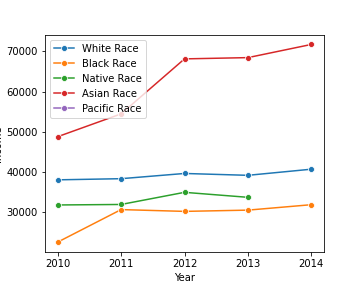 White Race
Black Race
Native Race
Asian Race
Pacific Race
70000
60000
50000
40000
30000
2010
2011
2012
2013
2014
Year